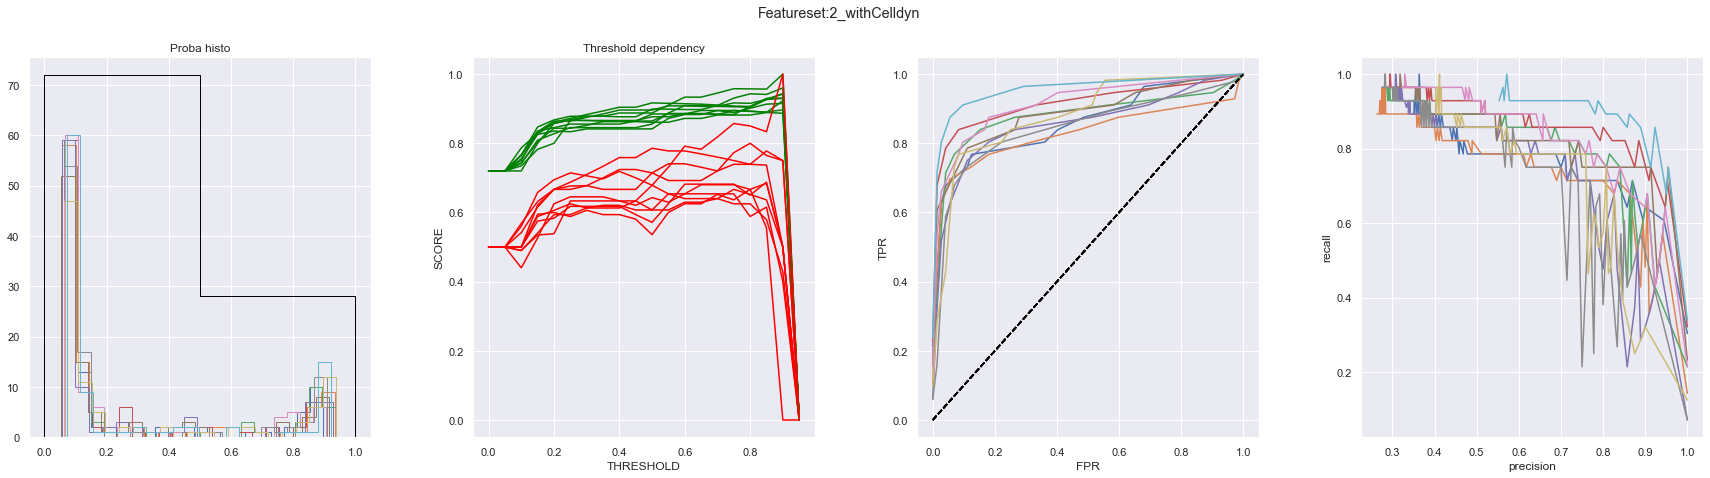 Featureset:2_withCelldyn
Proba histo
70
60
50
40
30
20
10
0
0.0 0.2 0.4 0.6 0.8 1.0
Threshold dependency
SCORE
1.0
0.8
0.6
0.4
0.2
0.0
0.0 0.2 0.4 0.6 0.8
THRESHOLD
TPR
1.0
0.8
0.6
0.4
0.2
0.0
0.0 0.2 0.4 0.6 0.8 1.0
FPR
recall
1.0
0.8
0.6
0.4
0.2
0.3 0.4 0.5 0.6 0.7 0.8 0.9 1.0
precision